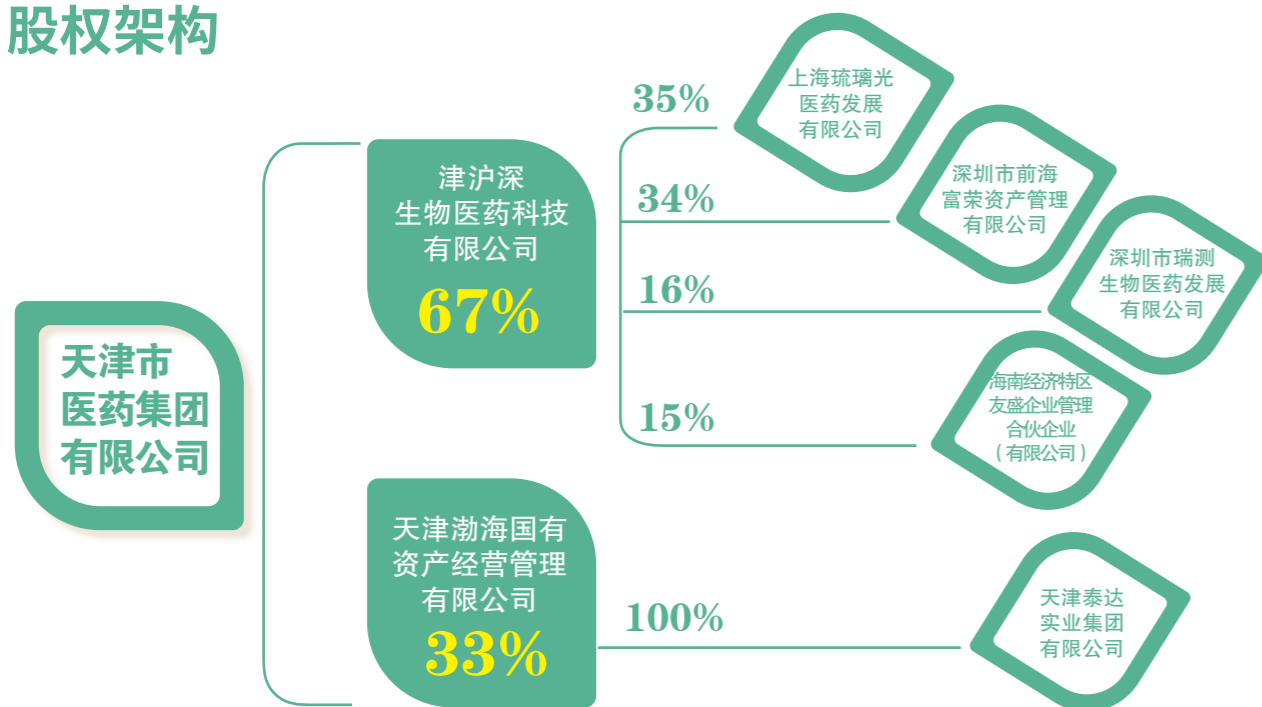 股权架构
天津市
医药集团
有限公司
津沪深
生物医药科技
有限公司
67%
35%
上海琉璃光
医药发展
有限公司
34%
深圳市前海
富荣资产管理
有限公司
16%
深圳市瑞测
生物医药发展
有限公司
15%
海南经济特区
友盛企业管理
合伙企业
（有限公司）
天津渤海国有
资产经营管理
有限公司
33%
100%
天津泰达
实业集团
有限公司